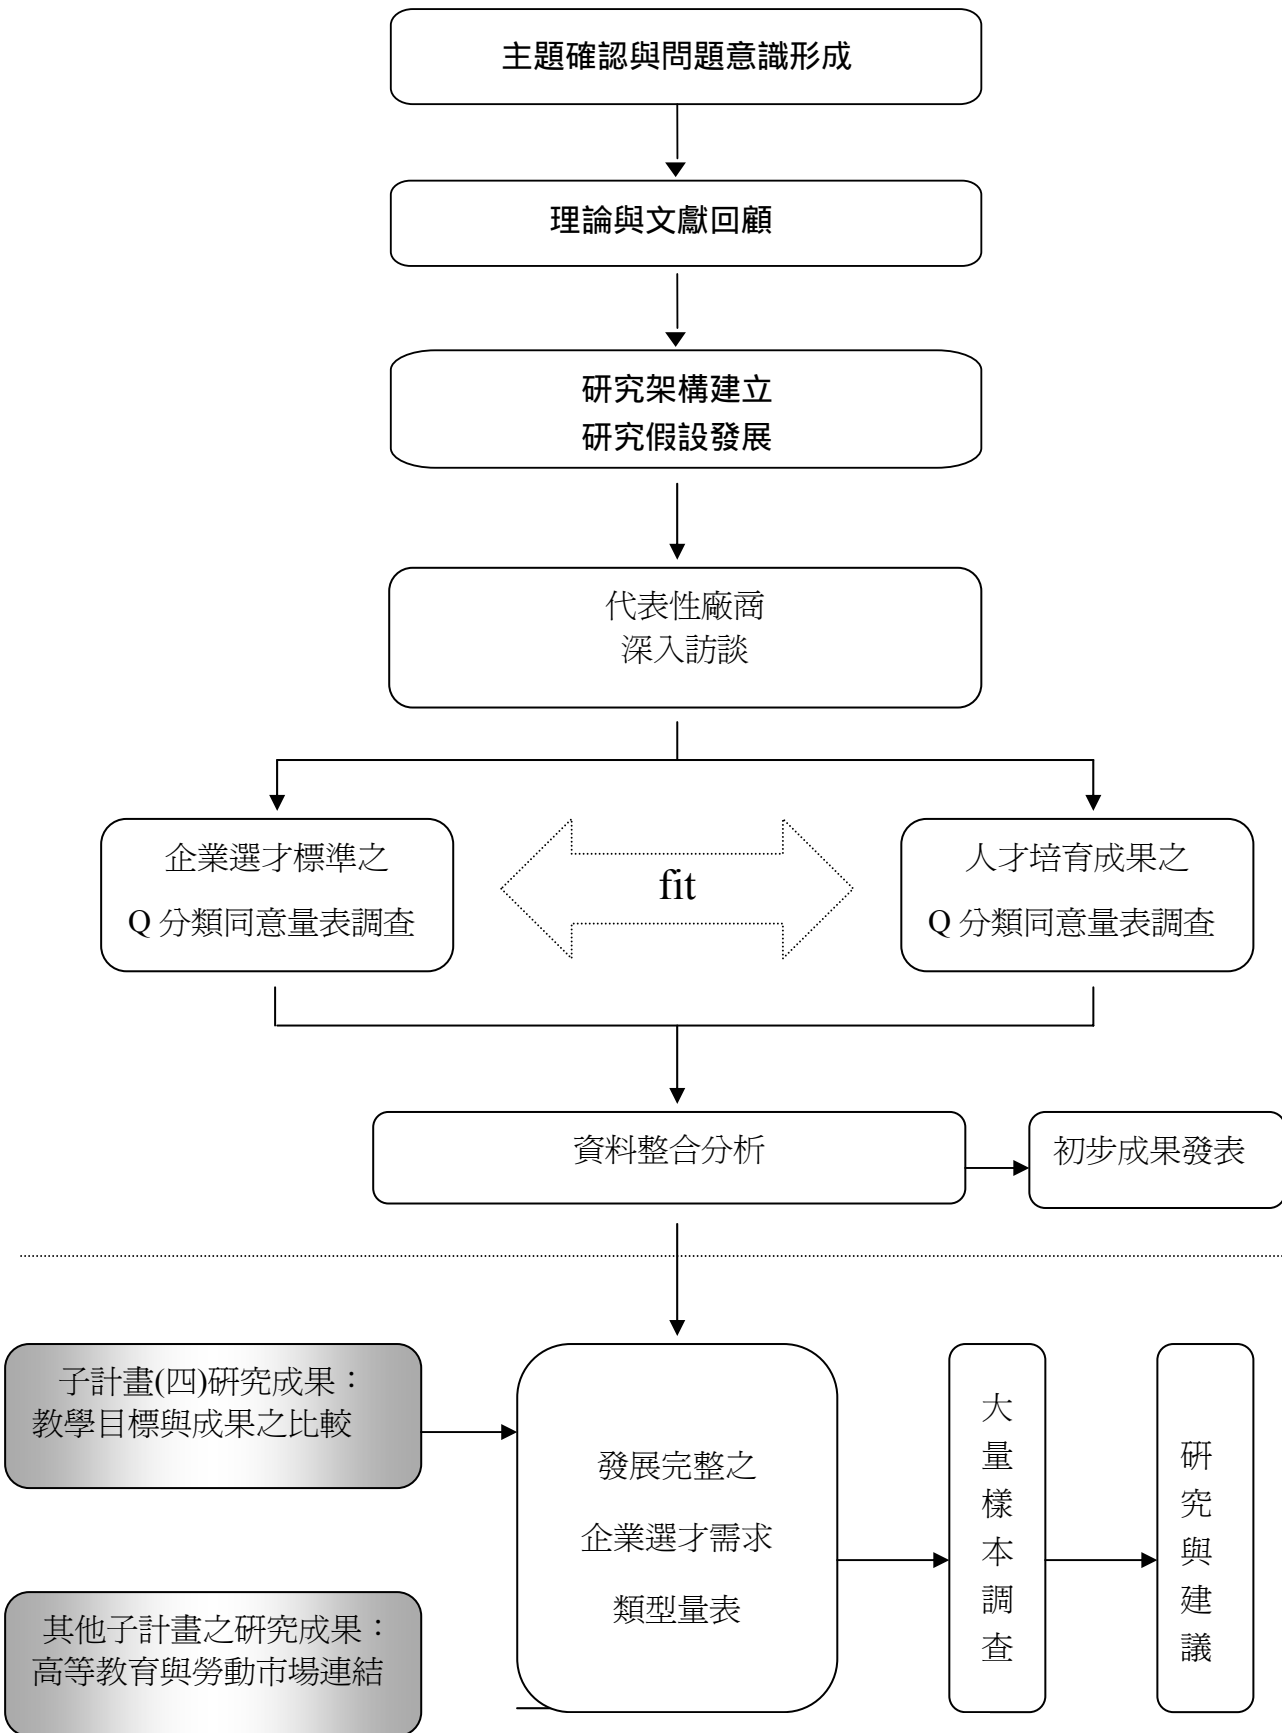 主題確認與問題意識形成
理論與文獻回顧
研究架構建立
研究假設發展
代表性廠商
深入訪談
企業選才標準之
Q 分類同意量表調查
fit
人才培育成果之
Q 分類同意量表調查
資料整合分析
初步成果發表
子計畫(四)研究成果：
教學目標與成果之比較
其他子計畫之研究成果：
高等教育與勞動市場連結
發展完整之
企業選才需求
類型量表
大量樣本調查
研究與建議